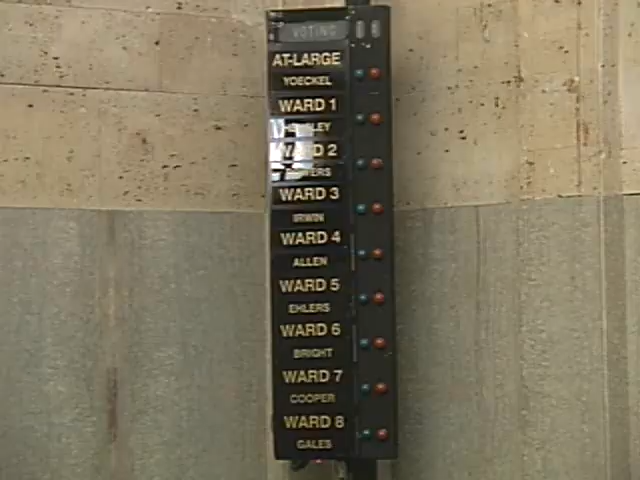 VOTING
AT-LARGE
YOECKEL
WARD 1
WARD 2
WARD 3
IRWIN
WARD 4
ALLEN
WARD 5
EHLERS
WARD 6
BRIGHT
WARD 7
COOPER
WARD 8
GALES